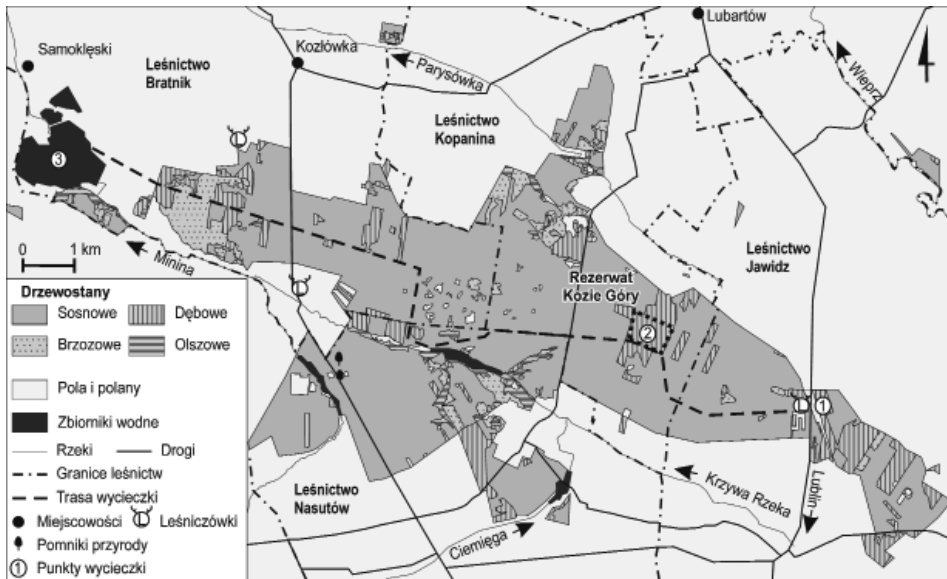 Lubartów
Samoklęski
Leśnictwo
Bratnik
Kozłówka
Parysówka
Wieprz
Leśnictwo
Kopanina
3
0 1 km
Minina
Leśnictwo
Jawidz
Rezerwat
Kozie Góry
2
1
Drzewostany
Sosnowe Dębowe
Brzozowe Olszowe
Pola i polany
Zbiorniki wodne
Rzeki Drogi
Granice leśnictw
Trasa wycieczki
Miejscowości Leśniczówki
Pomniki przyrody
1 Punkty wycieczki
Leśnictwo
Nasutów
Krzywa Rzeka
Ciemięga
Lublin